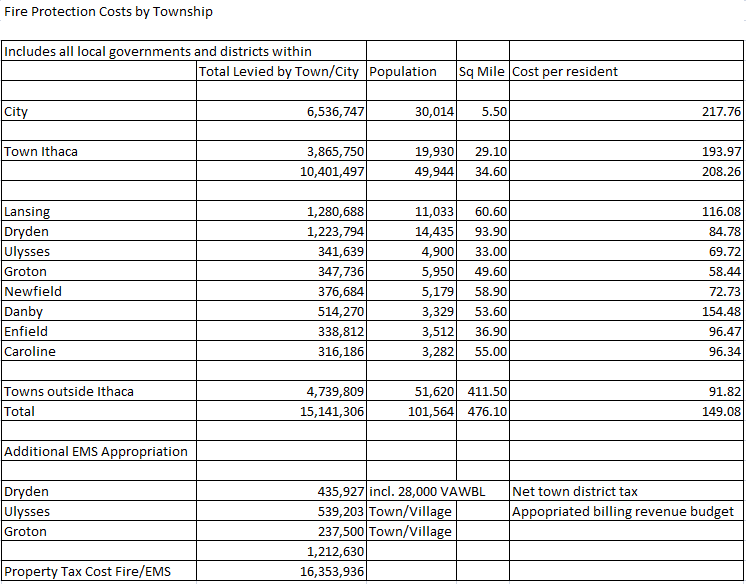 Fire Protection Costs by Township
Includes all local governments and districts within
Total Levied by Town/City Population Sq Mile Cost per resident
City 6,536,747 30,014 5.50 217.76
Town Ithaca 3,865,750 19,930 29.10 193.97
10,401,497 49,944 34.60 208.26
Lansing 1,280,688 11,033 60.60 116.08
Dryden 1,223,794 14,435 93.90 84.78
Ulysses 341,639 4,900 33.00 69.72
Groton 347,736 5,950 49.60 58.44
Newfield 376,684 5,179 58.90 72.73
Danby 514,270 3,329 53.60 154.48
Enfield 338,812 3,512 36.90 96.47
Caroline 316,186 3,282 55.00 96.34
Towns outside Ithaca 4,739,809 51,620 411.50 91.82
Total 15,141,306 101,564 476.10 149.08
Additional EMS Appropriation
Dryden 435,927 incl. 28,000 VAWBL Net town district tax
Ulysses 539,203 Town/Village Appopriated billing revenue budget
Groton 237,500 Town/Village
1,212,630
Property Tax Cost Fire/EMS 16,353,936